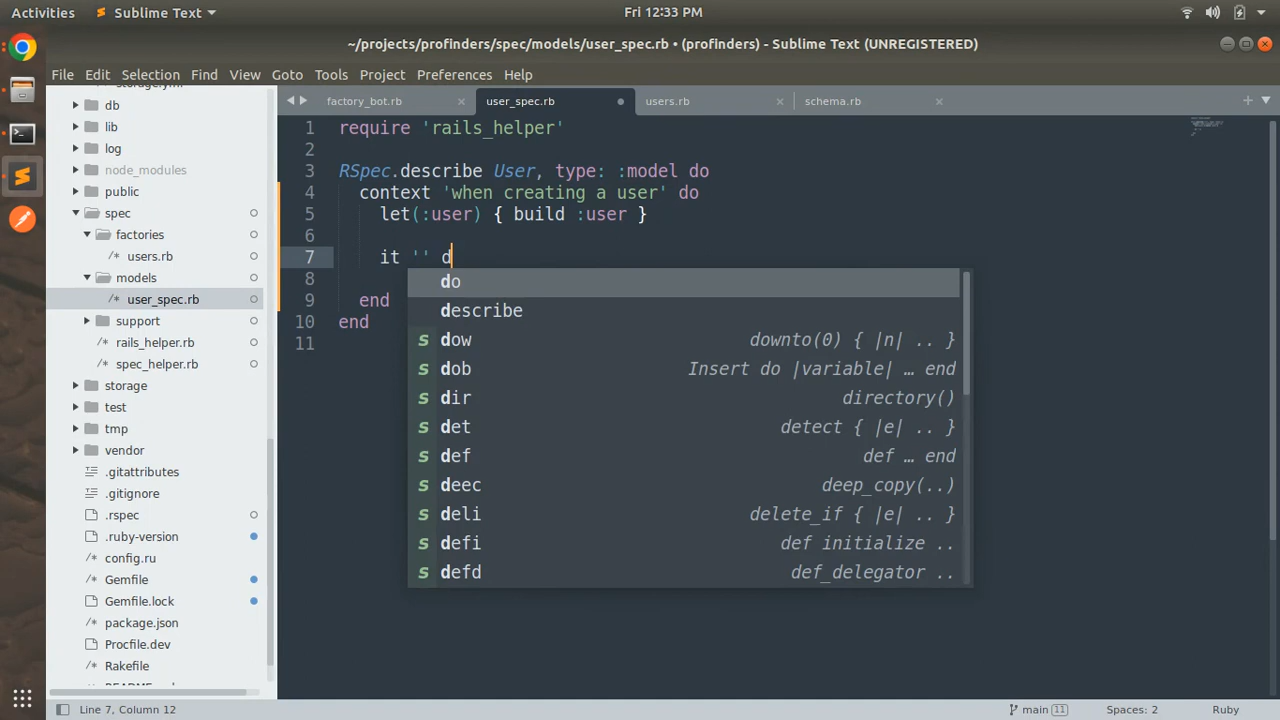 Activities
Sublime Text
Fri 12:33 PM
~/projects/profinders/spec/models/user_spec.rb • (profinders) - Sublime Text (UNREGISTERED)
File Edit Selection Find View Goto Tools Project Preferences Help
storage.yml
db
lib
log
node_modules
public
spec
factories
users.rb
models
user_spec.rb
support
rails_helper.rb
spec_helper.rb
storage
test
tmp
vendor
.gitattributes
.gitignore
.rspec
.ruby-version
config.ru
Gemfile
Gemfile.lock
package.json
Procfile.dev
Rakefile
README.md
factory_bot.rb
user_spec.rb
users.rb
schema.rb
1 require 'rails_helper'
2
3 RSpec.describe User, type: :model do
4 context 'when creating a user' do
5 let(:user) { build :user }
6
7 it '' d
8
9 end
10 end
11
do
describe
s dow downto(0) { |n| .. }
s dob Insert do |variable| … end
s dir directory()
s det detect { |e| .. }
s def def … end
s deec deep_copy(..)
s deli delete_if { |e| .. }
s defi def initialize ..
s defd def_delegator ..
Line 7, Column 12
main 11
Spaces: 2
Ruby